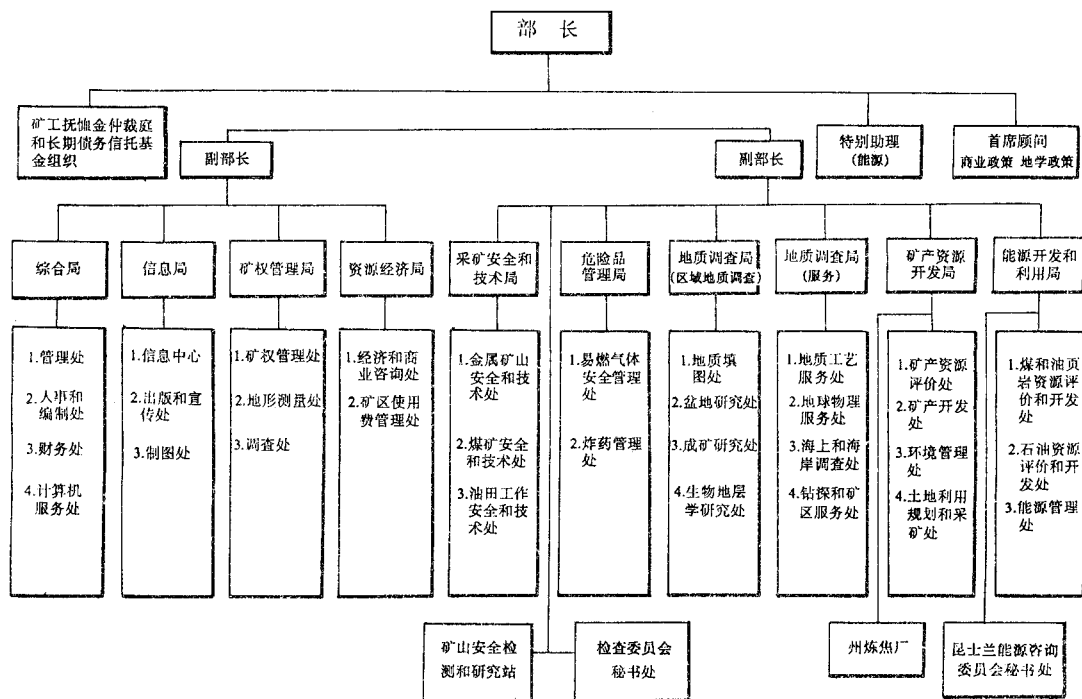 部 长
矿工抚恤金仲裁庭
和长期债务信托基
金组织
特别助理
(能源)
首席顾问
商业政策 地学政策
副部长
副部长
综合局
信息局
矿权管理局
资源经济局
采矿安全和
技术局
危险品
管理局
地质调查局
(区域地质调查)
地质调查局
(服务)
矿产资源
开发局
能源开发和
利用局
1.管理处
2.人事和
编制处
3.财务处
4.计算机
服务处
1.信息中心
2.出版和宣
传处
3.制图处
1.矿权管理处
2.地形测量处
3.调查处
1.经济和商
业咨询处
2.矿区使用
费管理处
1.金属矿山
安全和技
术处
2.煤矿安全
和技术处
3.油田工作
安全和技
术处
1.易燃气体
安全管理
处
2.炸药管理
处
1.地质填
图处
2.盆地研究处
3.成矿研究处
4.生物地层
学研究处
1.地质工艺
服务处
2.地球物理
服务处
3.海上和海
岸调查处
4.钻探和矿
区服务处
1.矿产资源
评价处
2.矿产开发
处
3.环境管理
处
4.土地利用
规划和采
矿处
1.煤和油页
岩资源评
价和开发
处
2.石油资源
评价和开
发处
3.能源管理
处
矿山安全检
测和研究站
检查委员会
秘书处
州炼焦厂
昆士兰能源咨询
委员会秘书处